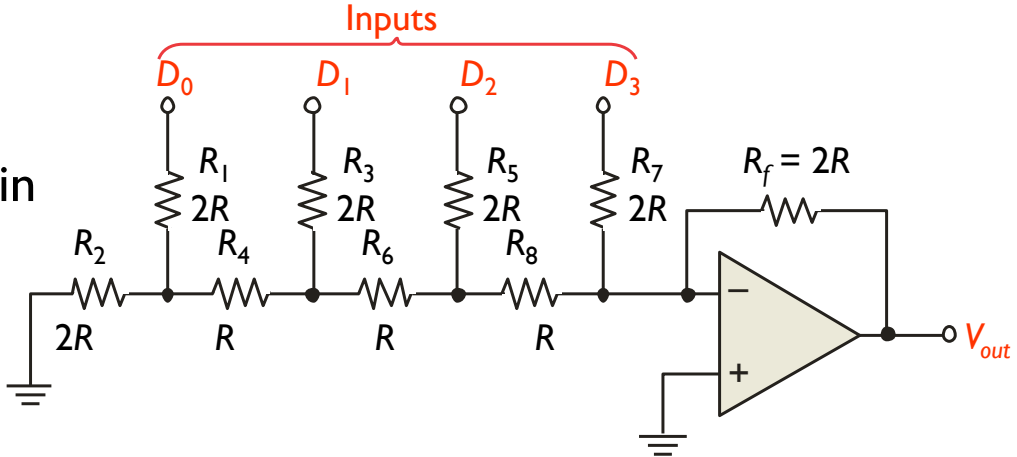 Inputs
D0 D1 D2 D3
in
R1 R3 R5 R7 Rf = 2R
2R 2R 2R 2R
R2 R4 R6 R8
2R R R R
−
+
Vout